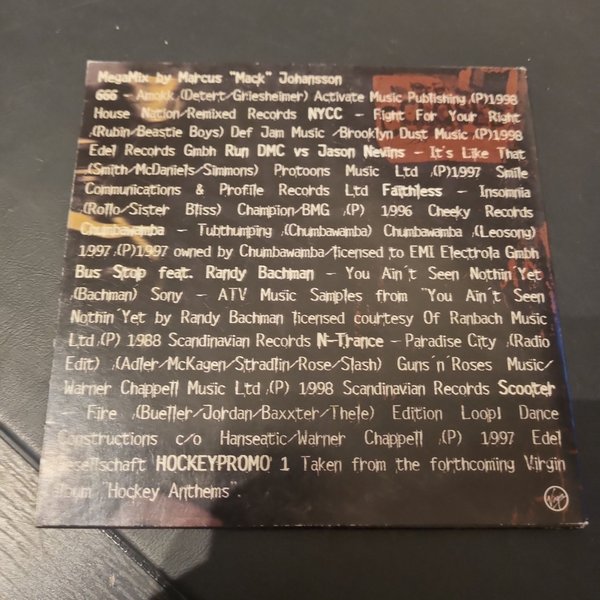 MegaMix by Marcus "Mack" Johansson
666 - Amokk ,(Detert/Griesheimer) Activate Music Publishing ,(P)1998
House Nation/Remixed Records NYCC - Fight For Your Right
,(Rubin/Beastie Boys) Def Jam Music /Brooklyn Dust Music ,(P)1998
Edel Records Gmbh Run DMC vs Jason Nevins - It's Like That
(Smith/McDaniels/Simmons) Protoons Music Ltd ,(P)1997 Smile
Communications & Profile Records Ltd Faithless - Insomnia
(Rollo/Sister Bliss) Champion/BMG ,(P) 1996 Cheeky Records
Chumbawamba - Tubthumping ,(Chumbawamba) Chumbawamba ,(Leosong)
1997 ,(P)1997 owned by Chumbawamba/licensed to EMI Electrola Gmbh
Bus Stop feat. Randy Bachman - You Ain't Seen Nothin'Yet
,(Bachman) Sony - ATV Music Samples from "You Ain't Seen
Nothin'Yet by Randy Bachman licensed courtesy Of Ranbach Music
Ltd ,(P) 1988 Scandinavian Records N-Trance - Paradise City ,(Radio
Edit) ,(Adler/McKagen/Stradlin/Rose/Slash) Guns'n'Roses Music/
Warner Chappell Music Ltd ,(P) 1998 Scandinavian Records Scooter
- Fire ,(Bueller/Jordan/Baxxter/Thele) Edition Loop! Dance
Constructions c/o Hanseatic/Warner Chappell ,(P) 1997 Edel
Gesellschaft HOCKEYPROMO 1 Taken from the forthcoming Virgin
album "Hockey Anthems".
Virgin